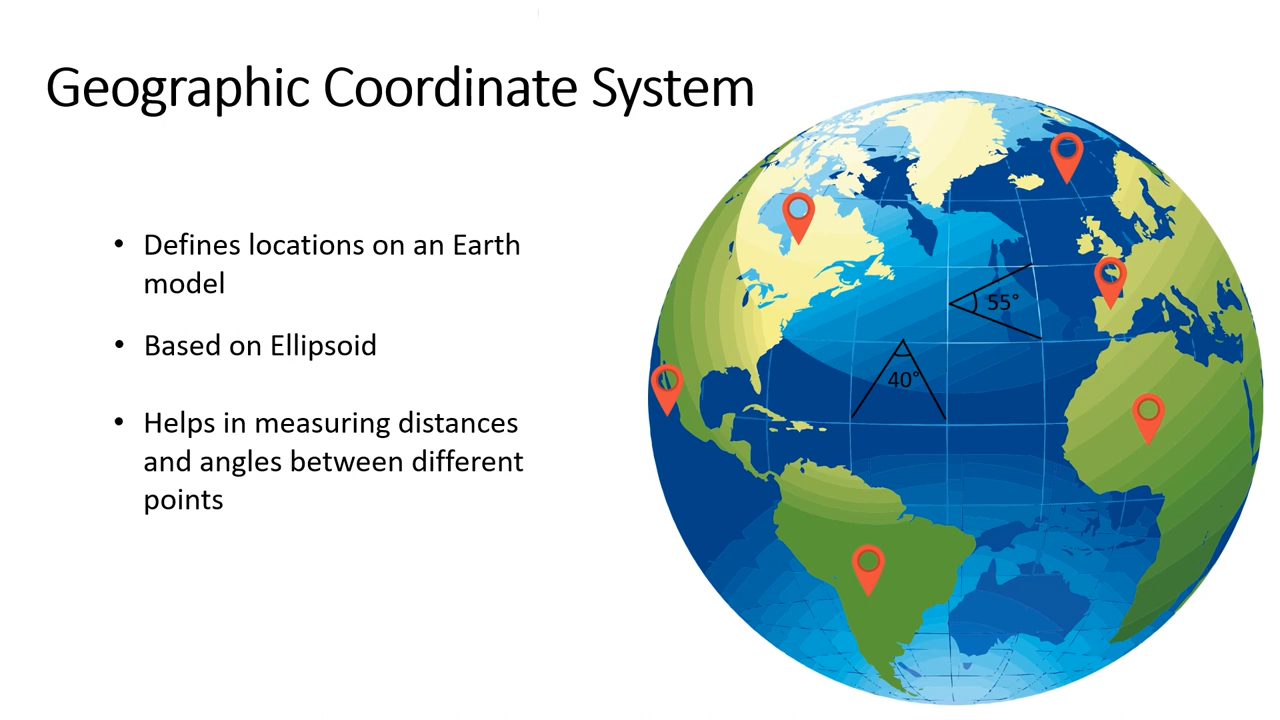 Geographic Coordinate System
• Defines locations on an Earth
model
• Based on Ellipsoid
• Helps in measuring distances
and angles between different
points
55°
40°